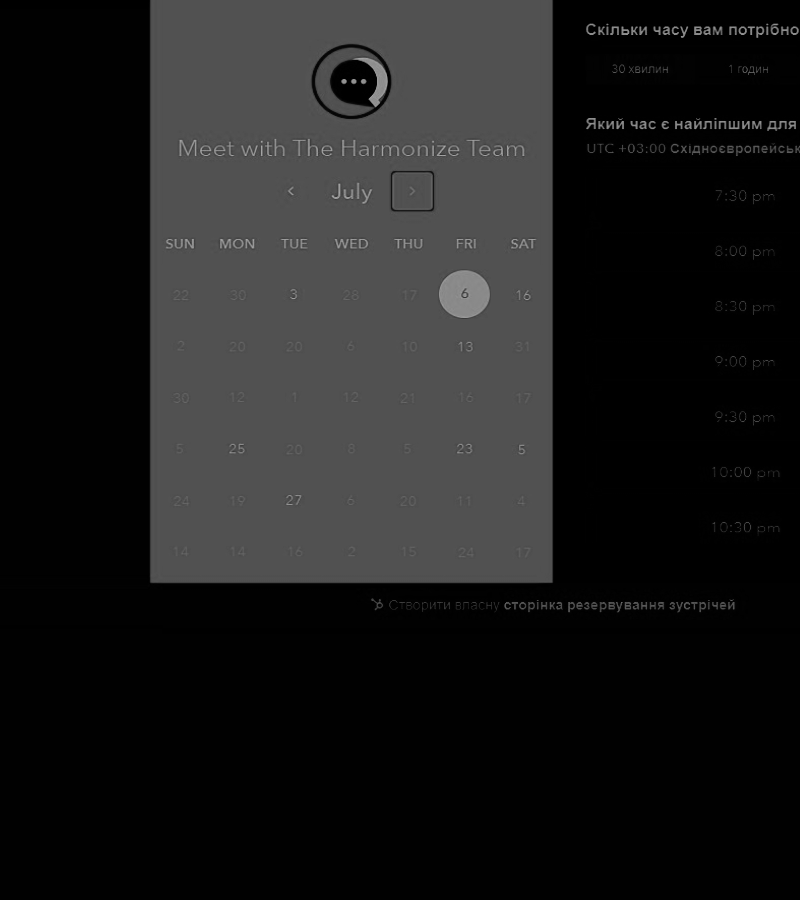 Meet with The Harmonize Team
July
SUN MON TUE WED THU FRI SAT
22 30 3 28 17 6 16
2 20 20 6 10 13 31
30 12 1 12 21 16 17
5 25 20 8 5 23 5
24 19 27 6 20 11 4
14 14 16 2 15 24 17
Скільки часу вам потрібно
30 хвилин 1 годин
Який час є найліпшим для
UTC +03:00 Східноєвропейськ
7:30 pm
8:00 pm
8:30 pm
9:00 pm
9:30 pm
10:00 pm
10:30 pm
Створити власну сторінка резервування зустрічей